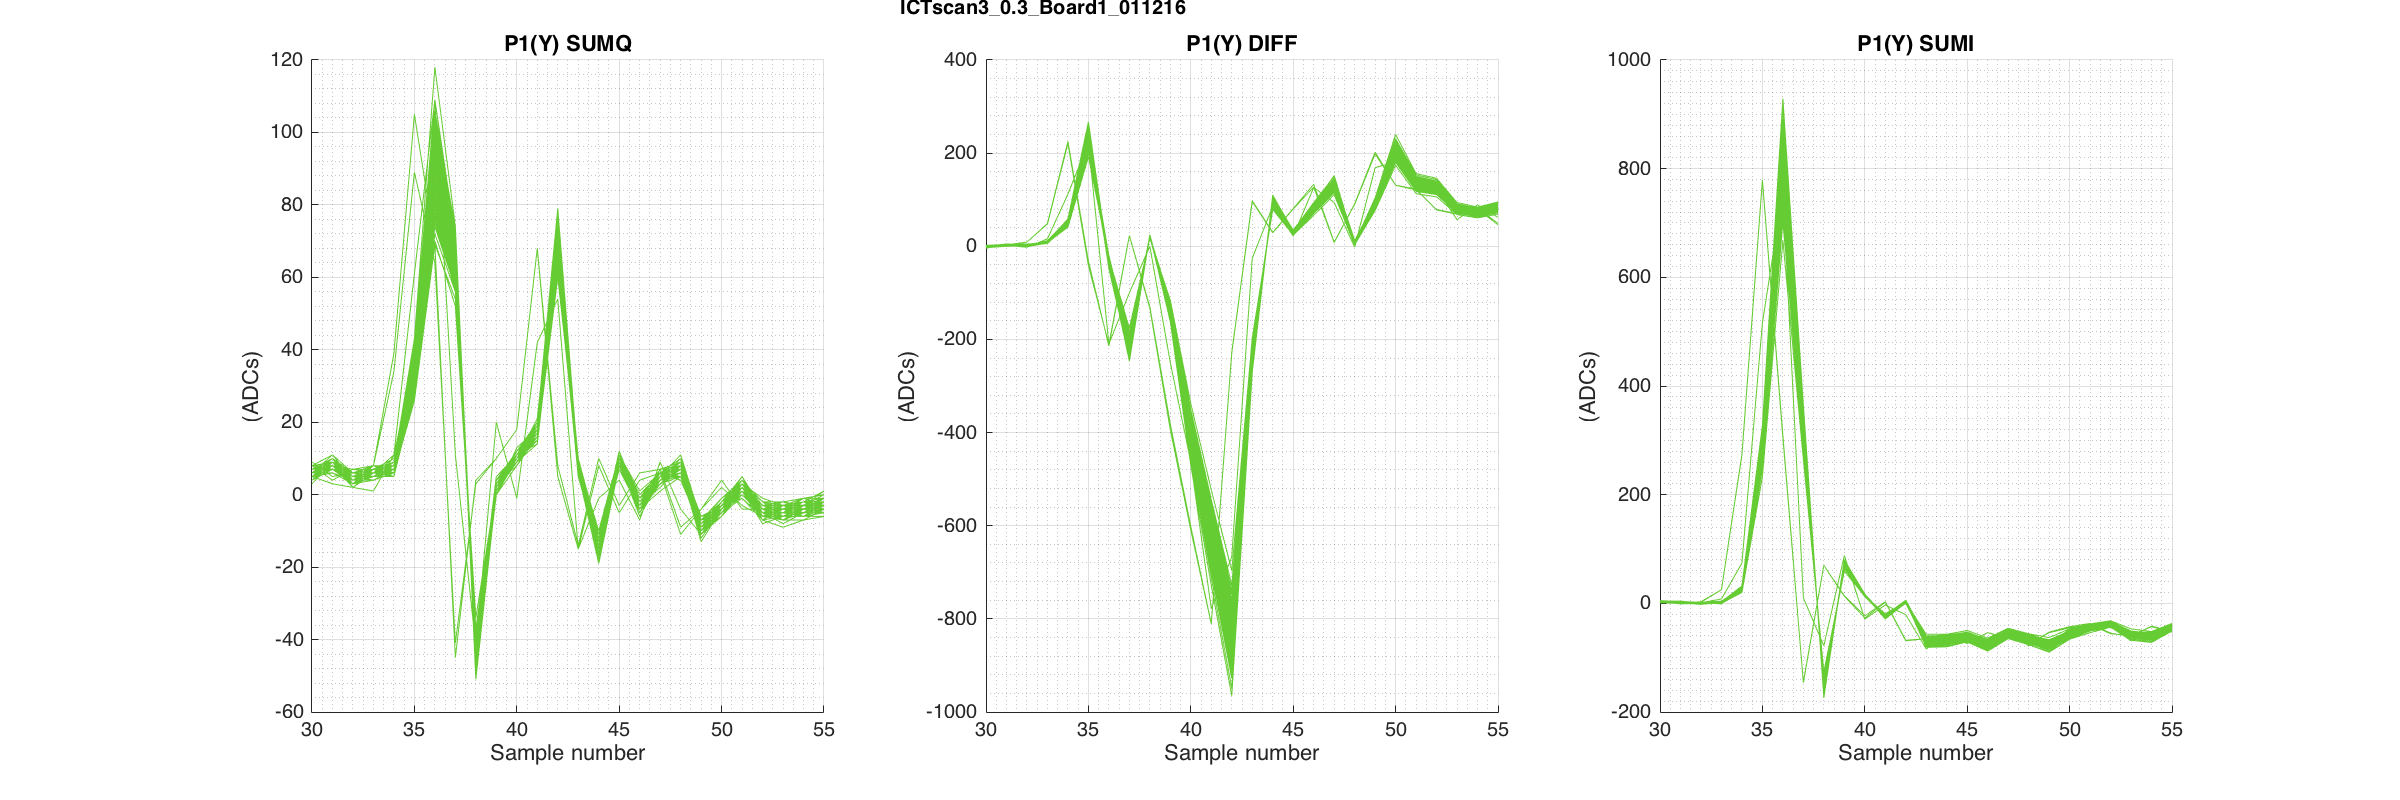 ICTscan3_0.3_Board1_011216
P1(Y) SUMQ
120
100
80
60
40
20
0
-20
-40
-60
30 35 40 45 50 55
(ADCs)
Sample number
P1(Y) DIFF
400
200
0
-200
-400
-600
-800
-1000
30 35 40 45 50 55
(ADCs)
Sample number
P1(Y) SUMI
1000
800
600
400
200
0
-200
30 35 40 45 50 55
(ADCs)
Sample number